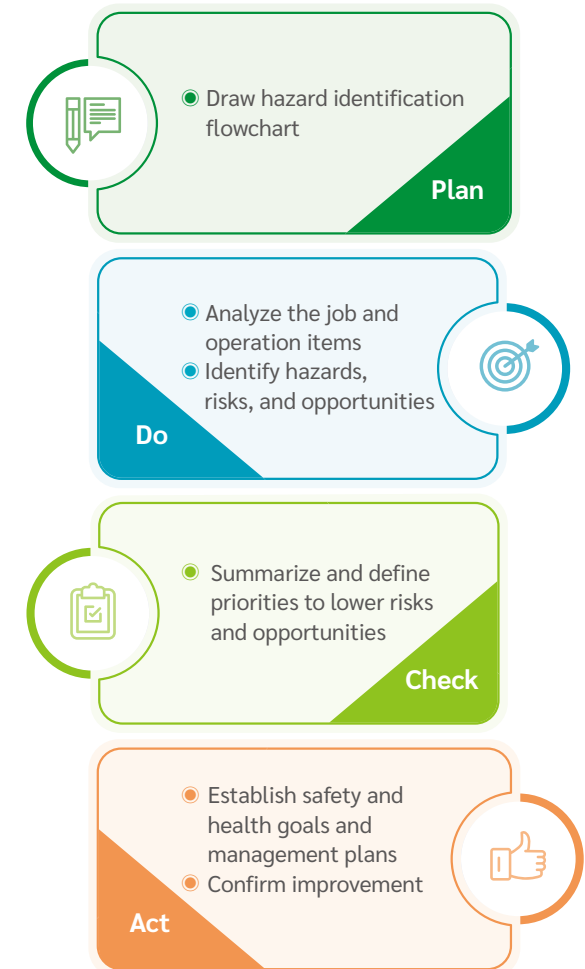 Draw hazard identification
flowchart
Plan
Analyze the job and
operation items
Identify hazards,
risks, and opportunities
Do
Summarize and define
priorities to lower risks
and opportunities
Check
Establish safety and
health goals and
management plans
Confirm improvement
Act